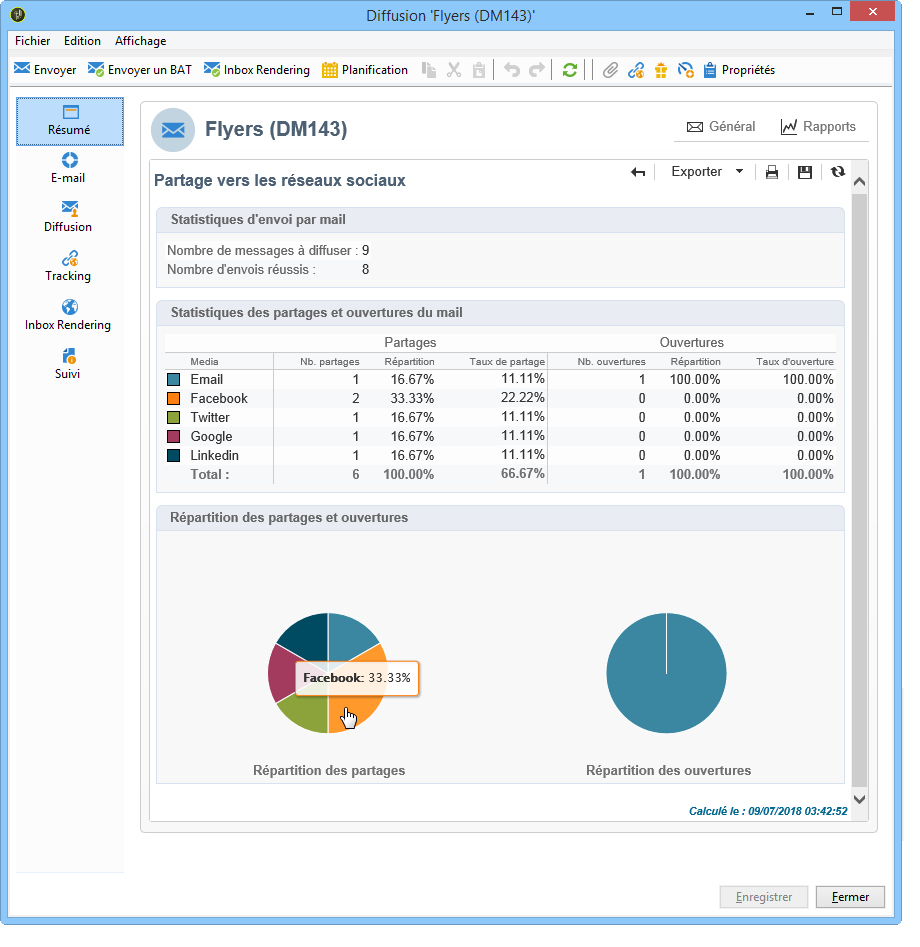 Diffusion 'Flyers (DM143)'
Fichier Edition Affichage
Envoyer Envoyer un BAT Inbox Rendering Planification Propriétés
Résumé
E-mail
Diffusion
Tracking
Inbox Rendering
Suivi
Flyers (DM143) Général Rapports
Partage vers les réseaux sociaux Exporter
Statistiques d'envoi par mail
Nombre de messages à diffuser : 9
Nombre d'envois réussis : 8
Statistiques des partages et ouvertures du mail
Partages Ouvertures
Media Nb. partages Répartition Taux de partage Nb. ouvertures Répartition Taux d'ouverture
Email 1 16.67% 11.11% 1 100.00% 100.00%
Facebook 2 33.33% 22.22% 0 0.00% 0.00%
Twitter 1 16.67% 11.11% 0 0.00% 0.00%
Google 1 16.67% 11.11% 0 0.00% 0.00%
Linkedin 1 16.67% 11.11% 0 0.00% 0.00%
Total : 6 100.00% 66.67% 1 100.00% 100.00%
Répartition des partages et ouvertures
Facebook: 33.33%
Répartition des partages Répartition des ouvertures
Calculé le : 09/07/2018 03:42:52
Enregistrer Fermer